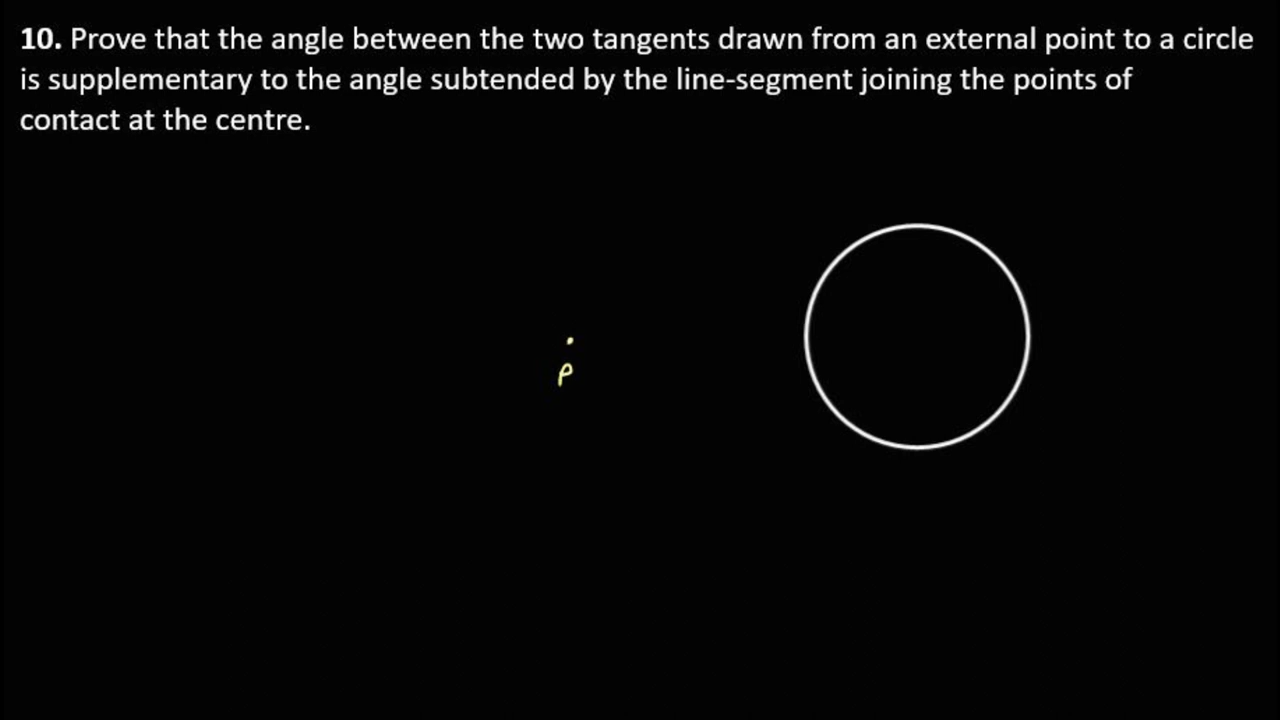 10. Prove that the angle between the two tangents drawn from an external point to a circle
is supplementary to the angle subtended by the line-segment joining the points of
contact at the centre.
P